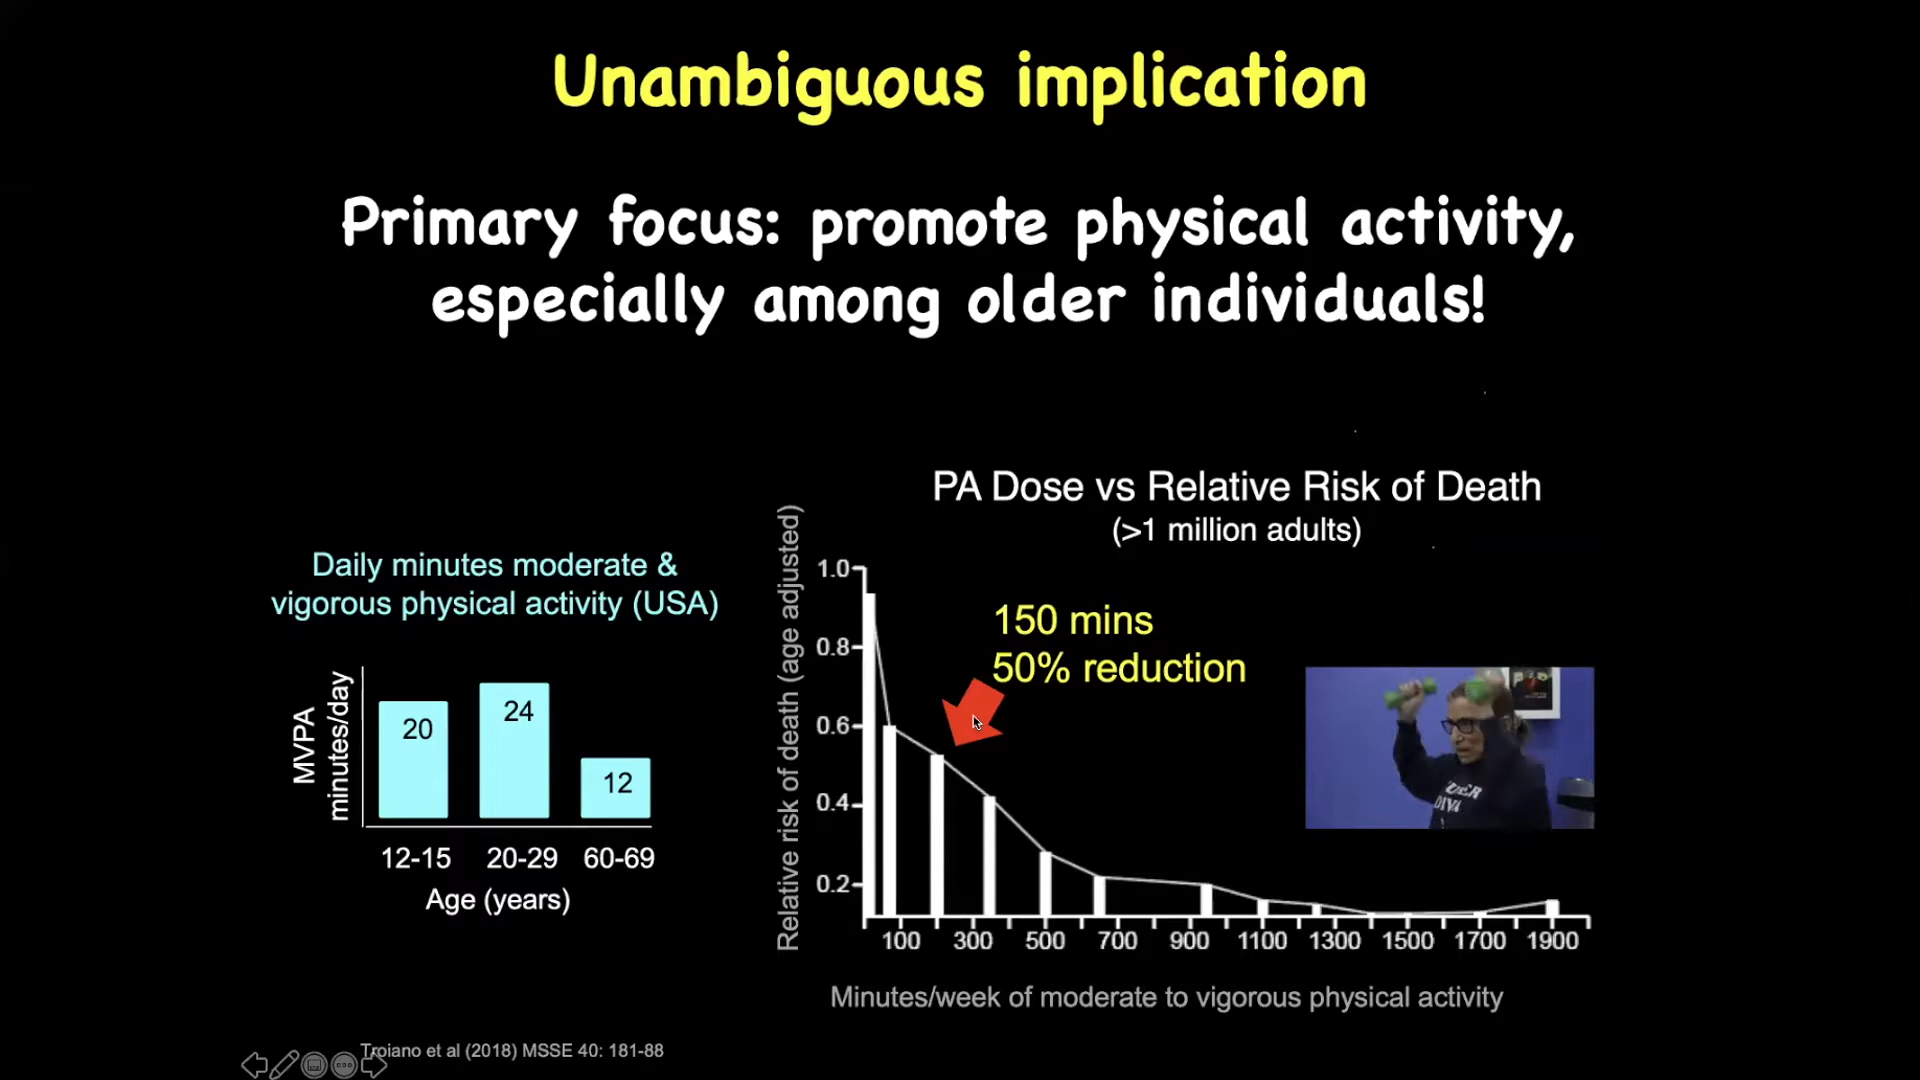 Unambiguous implication
Primary focus: promote physical activity,
especially among older individuals!
Daily minutes moderate &
vigorous physical activity (USA)
MVPA
minutes/day
20
24
12
12-15
20-29
60-69
Age (years)
PA Dose vs Relative Risk of Death
(>1 million adults)
Relative risk of death (age adjusted)
1.0
0.8
0.6
0.4
0.2
150 mins
50% reduction
DIVA
100
300
500
700
900
1100
1300
1500
1700
1900
Minutes/week of moderate to vigorous physical activity
Troiano et al (2018) MSSE 40: 181-88